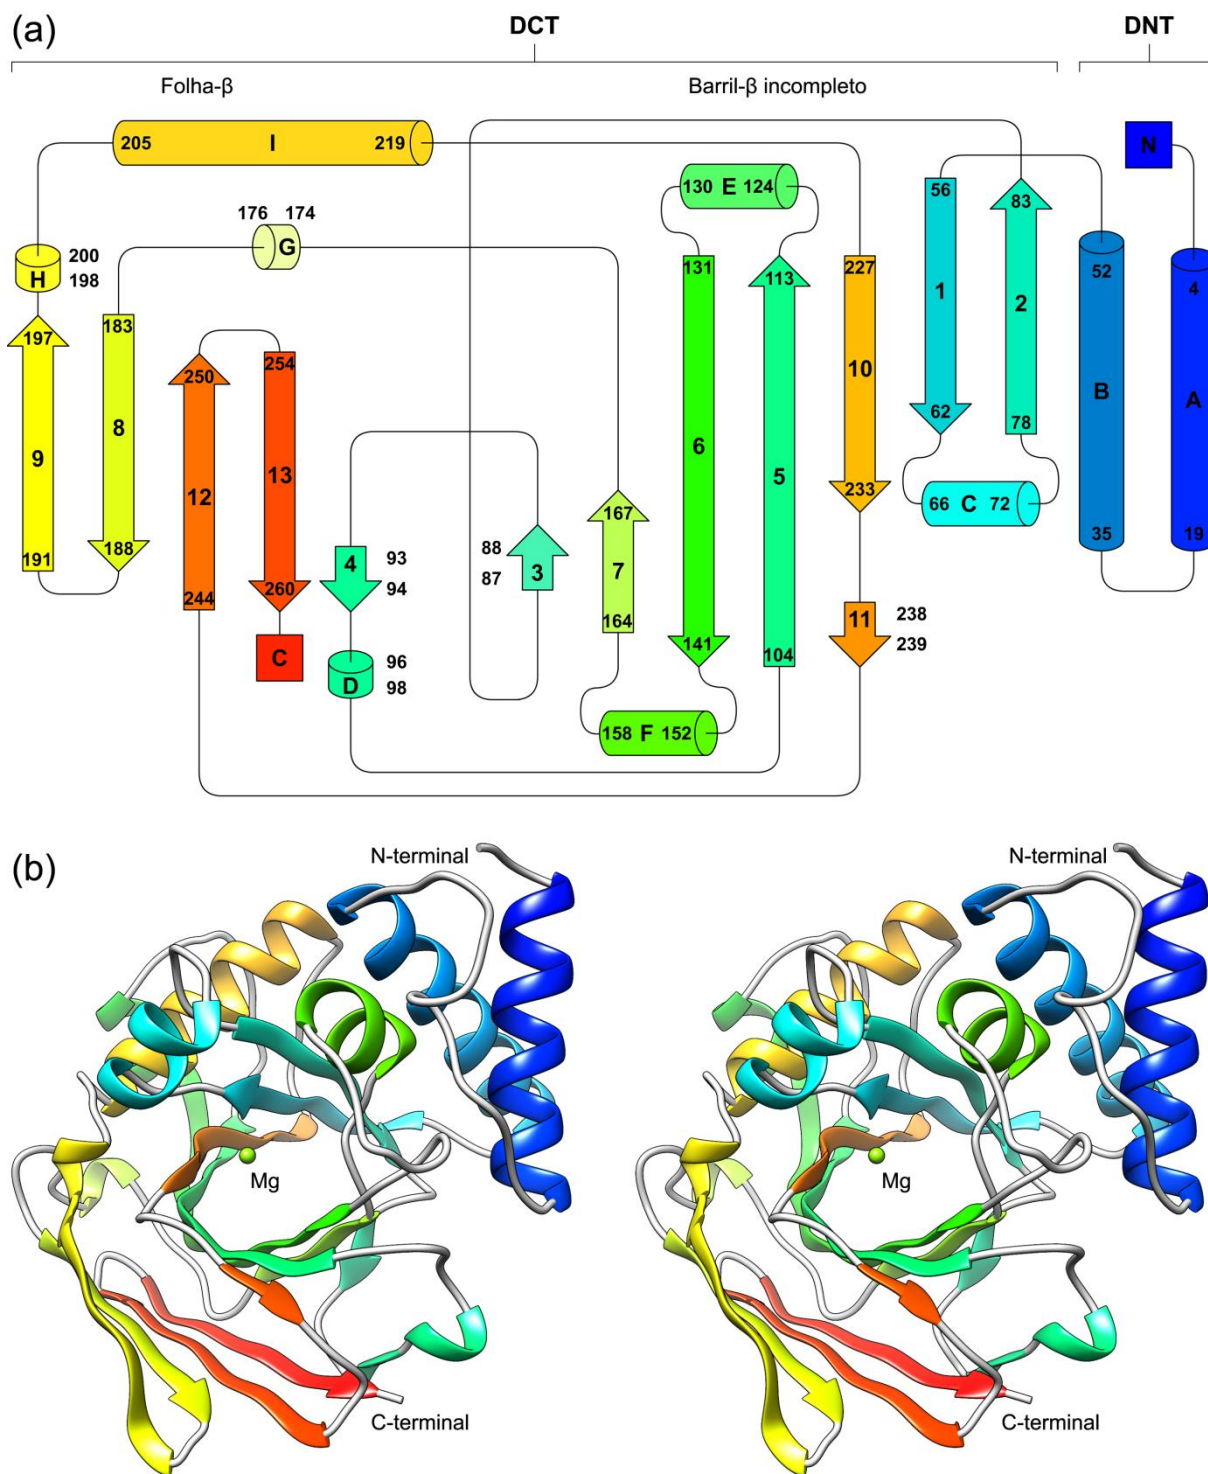 (a)
DCT
DNT
Folha-β
Barril-β incompleto
205 I 219
N
130 E 124
176 174
G
56
83
200
198
H
52
4
131
113
227
197
183
1
2
250
254
10
B
A
8
6
9
5
62
78
12
13
233
167
66 C 72
88
87
3
4
93
94
7
191
188
35
19
244
260
164
11
238
239
C
141
104
D
96
98
158 F 152
(b)
N-terminal
N-terminal
Mg
Mg
C-terminal
C-terminal